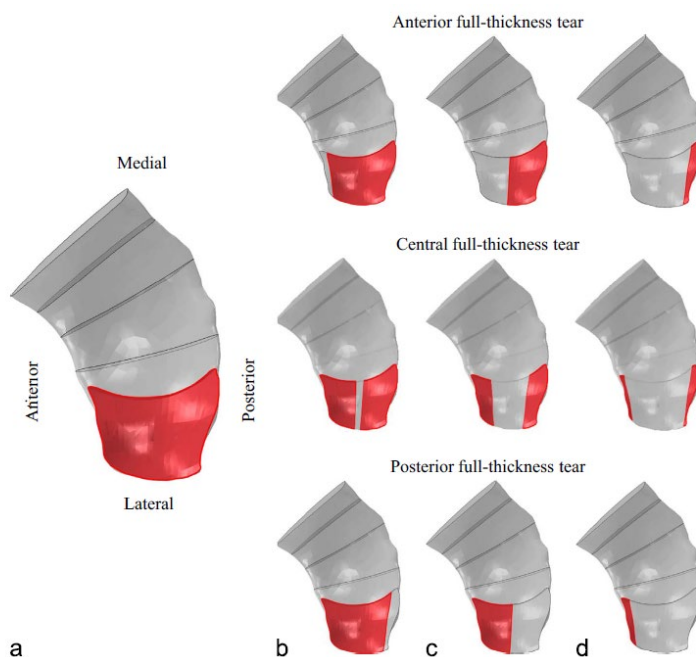 Anterior full-thickness tear
Medial
Central full-thickness tear
Anterior
Posterior
Lateral
Posterior full-thickness tear
a
b
c
d